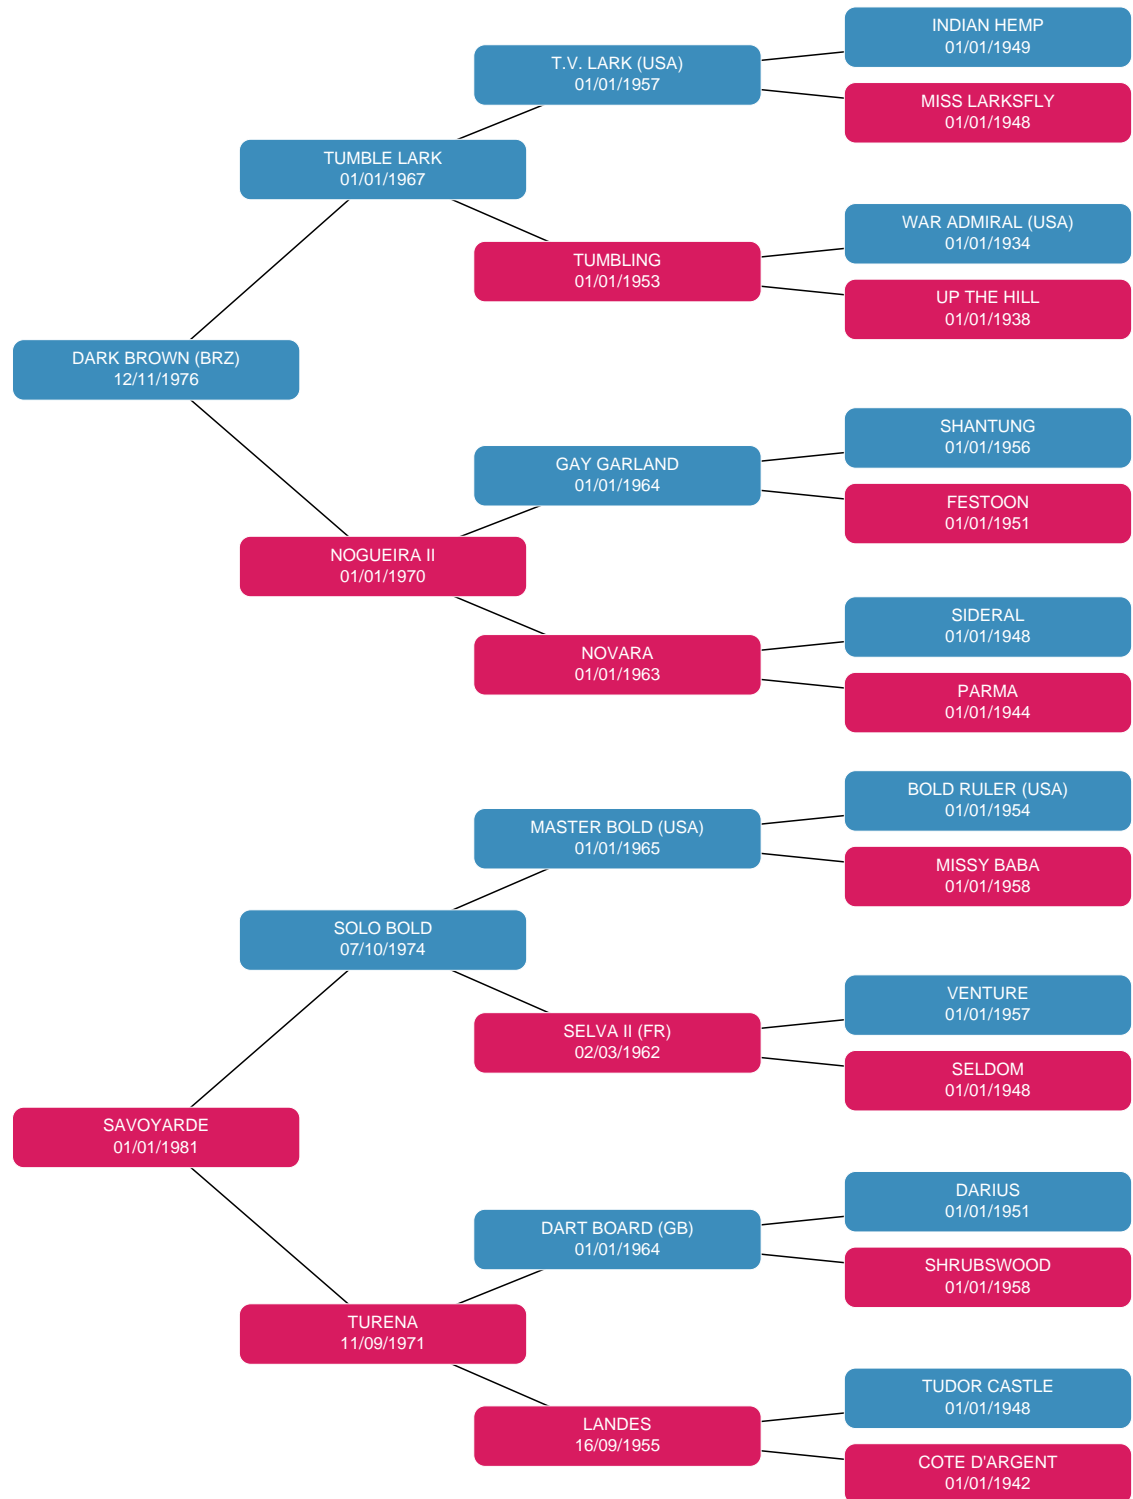 INDIAN HEMP
01/01/1949
T.V. LARK (USA)
01/01/1957
MISS LARKSFLY
01/01/1948
TUMBLE LARK
01/01/1967
WAR ADMIRAL (USA)
01/01/1934
TUMBLING
01/01/1953
UP THE HILL
01/01/1938
DARK BROWN (BRZ)
12/11/1976
SHANTUNG
01/01/1956
GAY GARLAND
01/01/1964
FESTOON
01/01/1951
NOGUEIRA II
01/01/1970
SIDERAL
01/01/1948
NOVARA
01/01/1963
PARMA
01/01/1944
BOLD RULER (USA)
01/01/1954
MASTER BOLD (USA)
01/01/1965
MISSY BABA
01/01/1958
SOLO BOLD
07/10/1974
VENTURE
01/01/1957
SELVA II (FR)
02/03/1962
SELDOM
01/01/1948
SAVOYARDE
01/01/1981
DARIUS
01/01/1951
DART BOARD (GB)
01/01/1964
SHRUBSWOOD
01/01/1958
TURENA
11/09/1971
TUDOR CASTLE
01/01/1948
LANDES
16/09/1955
COTE D'ARGENT
01/01/1942